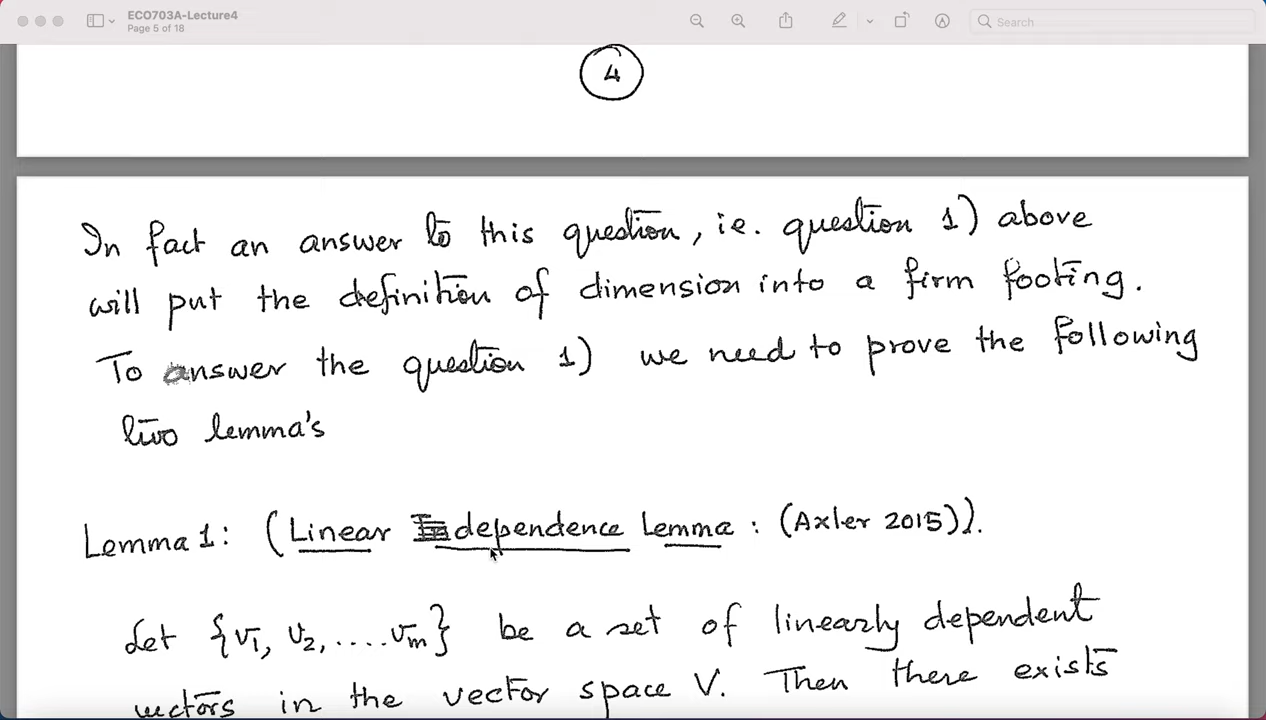 ECO703A-Lecture4
Page 5 of 18
Search
4
In fact an answer to this question, i.e. question 1) above
will put the definition of dimension into a firm footing.
To answer the question 1) we need to prove the following
two lemma's
Lemma 1: (Linear dependence Lemma : (Axler 2015)).
Let {v1, v2, ....vm} be a set of linearly dependent
vectors in the vector space V. Then there exists